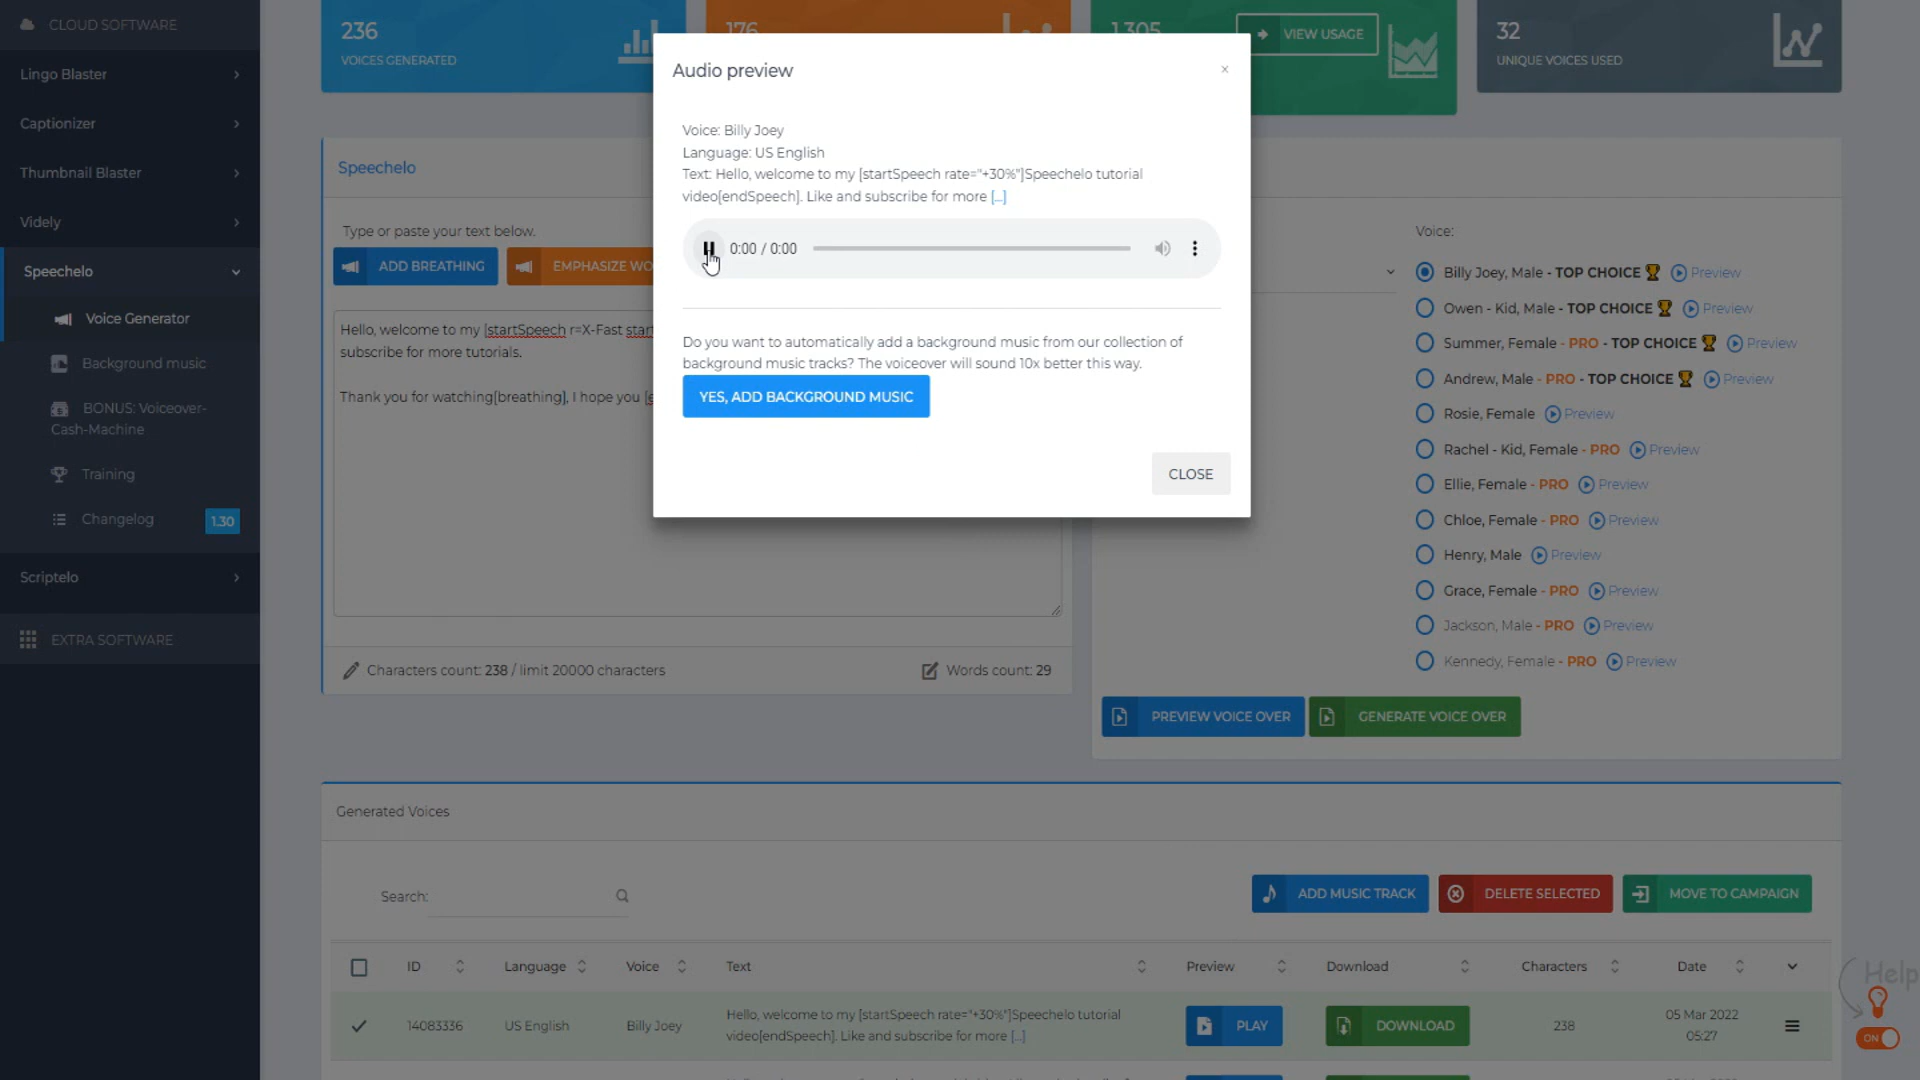 CLOUD SOFTWARE
Lingo Blaster
Captionizer
Thumbnail Blaster
Videly
Speechelo
Voice Generator
Background music
BONUS: Voiceover-
Cash-Machine
Training
Changelog
1.30
Scriptelo
EXTRA SOFTWARE
236
VOICES GENERATED
176
1 305
VIEW USAGE
32
UNIQUE VOICES USED
Speechelo
Type or paste your text below.
ADD BREATHING
EMPHASIZE WO
Hello, welcome to my [startSpeech r=X-Fast start
subscribe for more tutorials.
Thank you for watching[breathing], I hope you [e
Characters count: 238 / limit 20000 characters
Words count: 29
Audio preview
×
Voice: Billy Joey
Language: US English
Text: Hello, welcome to my [startSpeech rate="+30%"]Speechelo tutorial
video[endSpeech]. Like and subscribe for more [...]
0:00 / 0:00
Do you want to automatically add a background music from our collection of
background music tracks? The voiceover will sound 10x better this way.
YES, ADD BACKGROUND MUSIC
CLOSE
Voice:
Billy Joey, Male - TOP CHOICE Preview
Owen - Kid, Male - TOP CHOICE Preview
Summer, Female - PRO - TOP CHOICE Preview
Andrew, Male - PRO - TOP CHOICE Preview
Rosie, Female Preview
Rachel - Kid, Female - PRO Preview
Ellie, Female - PRO Preview
Chloe, Female - PRO Preview
Henry, Male Preview
Grace, Female - PRO Preview
Jackson, Male - PRO Preview
Kennedy, Female - PRO Preview
PREVIEW VOICE OVER
GENERATE VOICE OVER
Generated Voices
Search:
ADD MUSIC TRACK
DELETE SELECTED
MOVE TO CAMPAIGN
ID Language Voice Text Preview Download Characters Date
14083336 US English Billy Joey
Hello, welcome to my [startSpeech rate="+30%"]Speechelo tutorial
video[endSpeech]. Like and subscribe for more [...]
PLAY
DOWNLOAD
238
05 Mar 2022
05:27
Help
ON